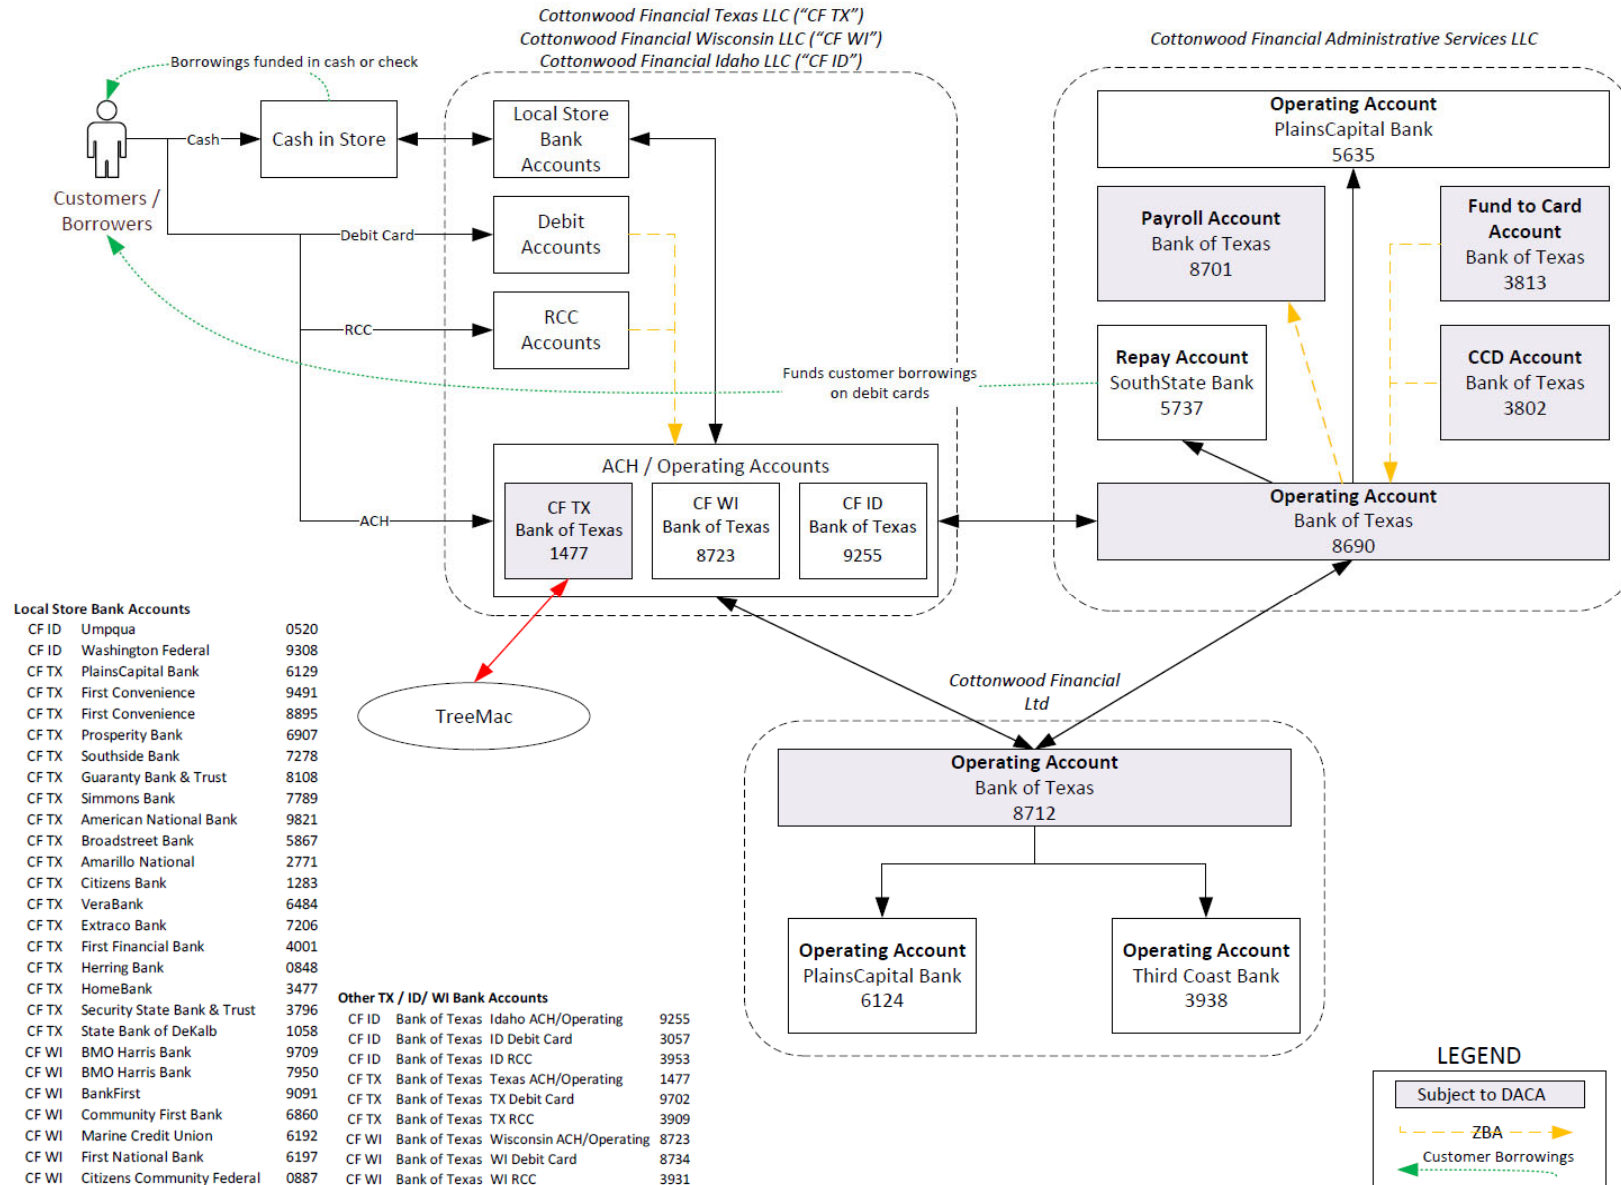 Cottonwood Financial Texas LLC (“CF TX”)
Cottonwood Financial Wisconsin LLC (“CF WI”)
Cottonwood Financial Idaho LLC (“CF ID”)
Cottonwood Financial Administrative Services LLC
Borrowings funded in cash or check
Customers /
Borrowers
Cash
Cash in Store
Local Store
Bank
Accounts
Debit Card
Debit
Accounts
RCC
RCC
Accounts
Funds customer borrowings
on debit cards
ACH
ACH / Operating Accounts
CF TX
Bank of Texas
1477
CF WI
Bank of Texas
8723
CF ID
Bank of Texas
9255
Operating Account
PlainsCapital Bank
5635
Payroll Account
Bank of Texas
8701
Fund to Card
Account
Bank of Texas
3813
Repay Account
SouthState Bank
5737
CCD Account
Bank of Texas
3802
Operating Account
Bank of Texas
8690
TreeMac
Cottonwood Financial
Ltd
Operating Account
Bank of Texas
8712
Operating Account
PlainsCapital Bank
6124
Operating Account
Third Coast Bank
3938
Local Store Bank Accounts
CF ID Umpqua 0520
CF ID Washington Federal 9308
CF TX PlainsCapital Bank 6129
CF TX First Convenience 9491
CF TX First Convenience 8895
CF TX Prosperity Bank 6907
CF TX Southside Bank 7278
CF TX Guaranty Bank & Trust 8108
CF TX Simmons Bank 7789
CF TX American National Bank 9821
CF TX Broadstreet Bank 5867
CF TX Amarillo National 2771
CF TX Citizens Bank 1283
CF TX VeraBank 6484
CF TX Extraco Bank 7206
CF TX First Financial Bank 4001
CF TX Herring Bank 0848
CF TX HomeBank 3477
CF TX Security State Bank & Trust 3796
CF TX State Bank of DeKalb 1058
CF WI BMO Harris Bank 9709
CF WI BMO Harris Bank 7950
CF WI BankFirst 9091
CF WI Community First Bank 6860
CF WI Marine Credit Union 6192
CF WI First National Bank 6197
CF WI Citizens Community Federal 0887
Other TX / ID/ WI Bank Accounts
CF ID Bank of Texas Idaho ACH/Operating 9255
CF ID Bank of Texas ID Debit Card 3057
CF ID Bank of Texas ID RCC 3953
CF TX Bank of Texas Texas ACH/Operating 1477
CF TX Bank of Texas TX Debit Card 9702
CF TX Bank of Texas TX RCC 3909
CF WI Bank of Texas Wisconsin ACH/Operating 8723
CF WI Bank of Texas WI Debit Card 8734
CF WI Bank of Texas WI RCC 3931
LEGEND
Subject to DACA
ZBA
Customer Borrowings